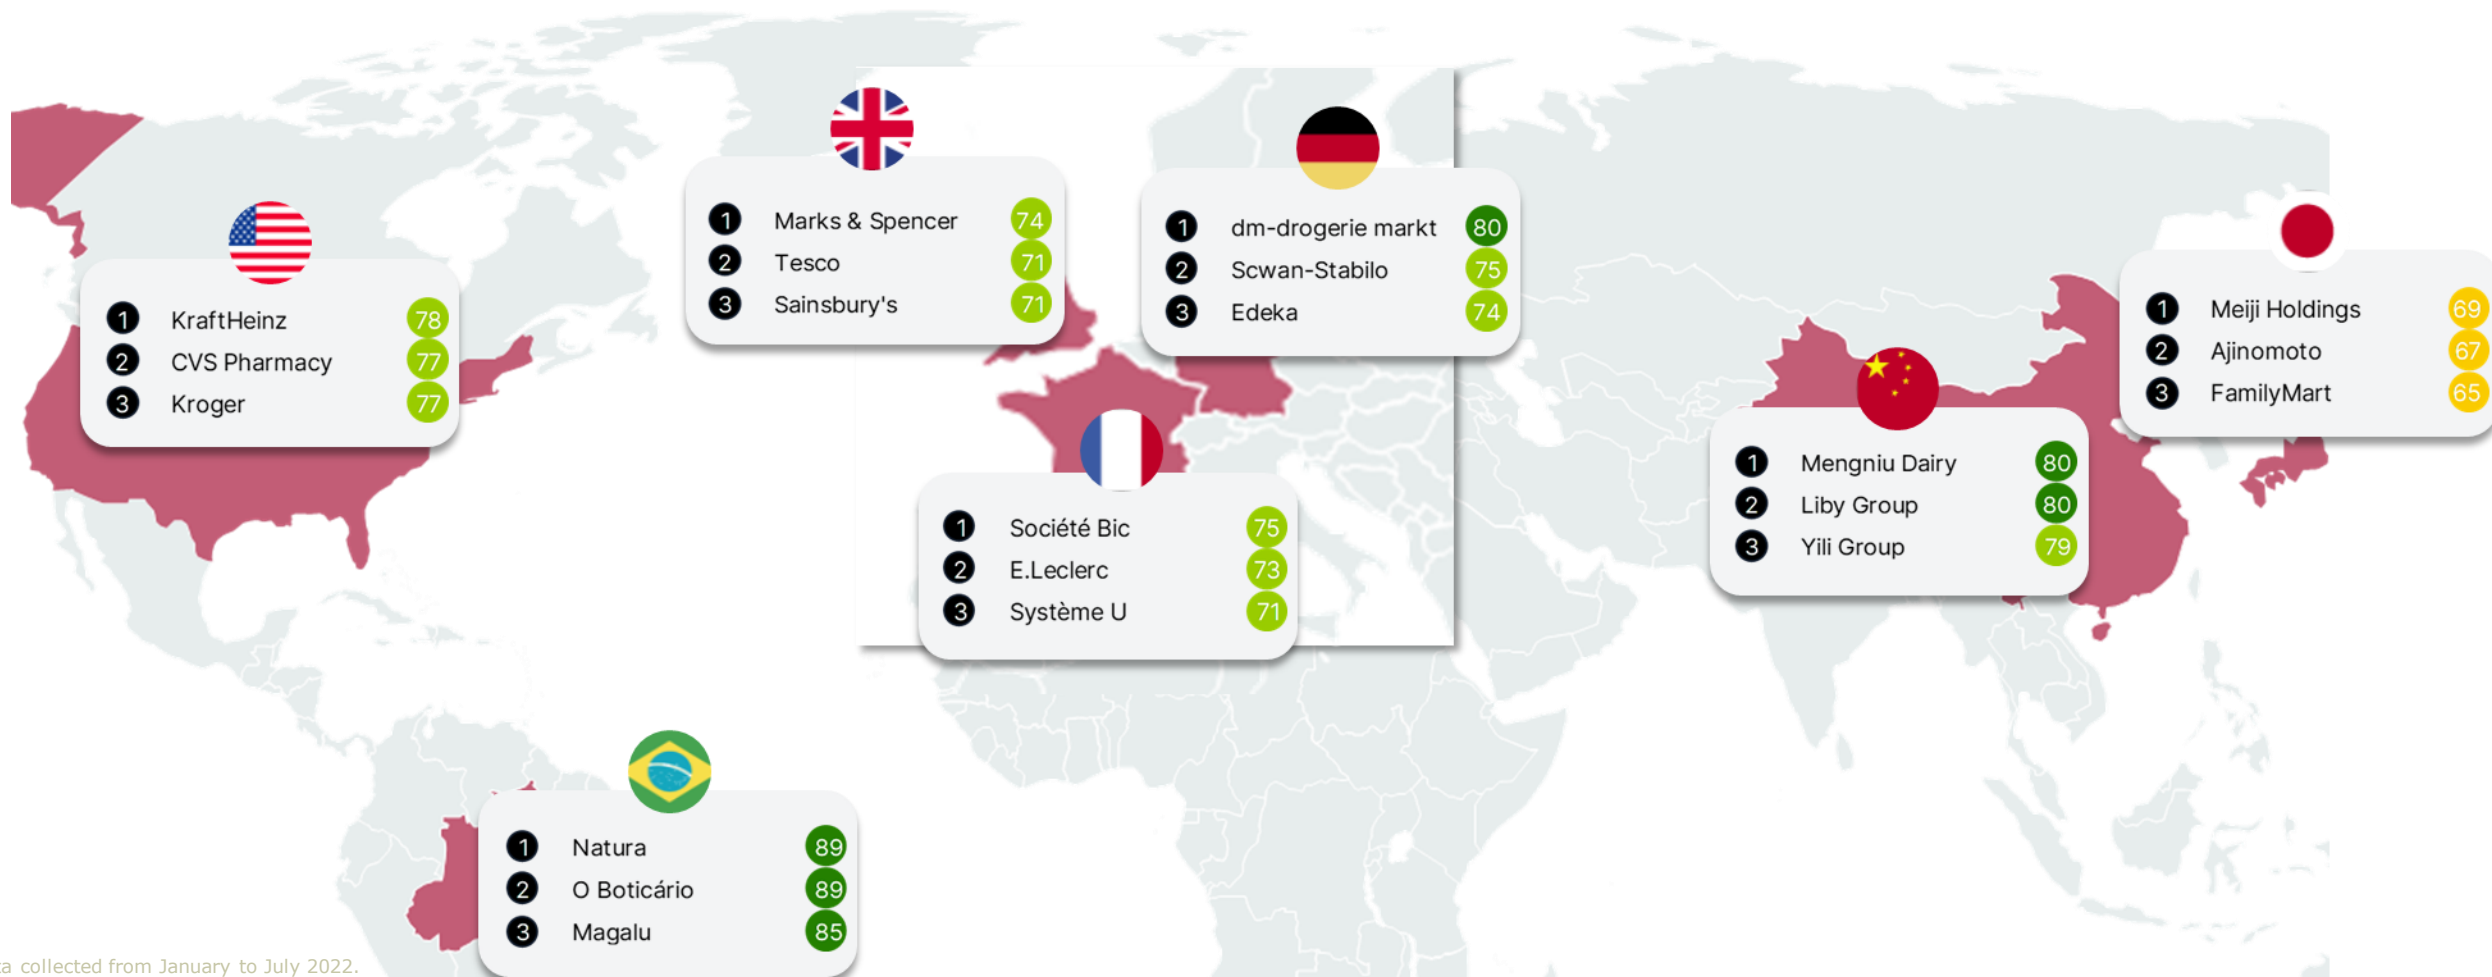 1 KraftHeinz 78
2 CVS Pharmacy 77
3 Kroger 77
1 Marks & Spencer 74
2 Tesco 71
3 Sainsbury's 71
1 dm-drogerie markt 80
2 Scwan-Stabilo 75
3 Edeka 74
1 Société Bic 75
2 E.Leclerc 73
3 Système U 71
1 Mengniu Dairy 80
2 Liby Group 80
3 Yili Group 79
1 Meiji Holdings 69
2 Ajinomoto 67
3 FamilyMart 65
1 Natura 89
2 O Boticário 89
3 Magalu 85
collected from January to July 2022.